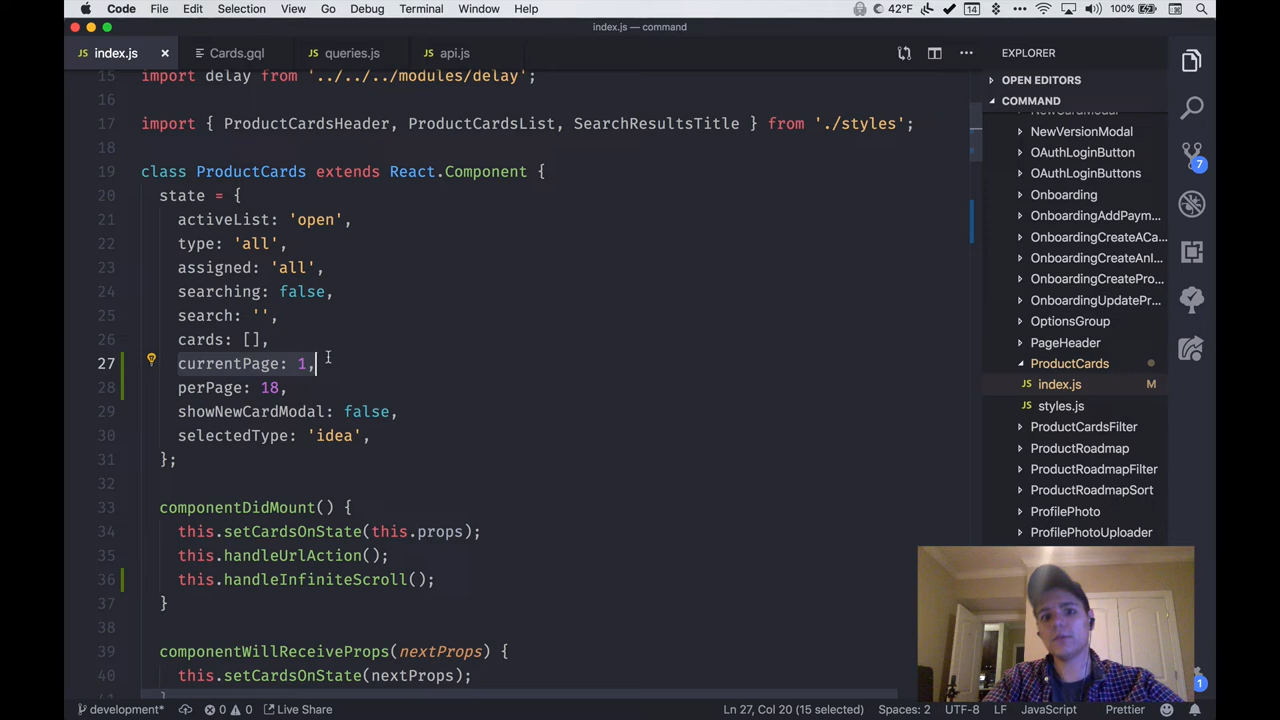 Code File Edit Selection View Go Debug Terminal Window Help 42°F 14 100%
index.js — command
JS index.js × Cards.gql JS queries.js JS api.js
EXPLORER
OPEN EDITORS
COMMAND
NewVersionModal
OAuthLoginButton
OAuthLoginButtons
7
Onboarding
OnboardingAddPaym...
OnboardingCreateACa...
OnboardingCreateAnI...
OnboardingCreatePro...
OnboardingUpdatePr...
OptionsGroup
PageHeader
ProductCards
JS index.js
JS styles.js
ProductCardsFilter
ProductRoadmap
ProductRoadmapFilter
ProductRoadmapSort
ProfilePhoto
ProfilePhotoUploader
15 import delay from '../../../modules/delay';
16
17 import { ProductCardsHeader, ProductCardsList, SearchResultsTitle } from './styles';
18
19 class ProductCards extends React.Component {
20 state = {
21 activeList: 'open',
22 type: 'all',
23 assigned: 'all',
24 searching: false,
25 search: '',
26 cards: [],
27 currentPage: 1,
28 perPage: 18,
29 showNewCardModal: false,
30 selectedType: 'idea',
31 };
32
33 componentDidMount() {
34 this.setCardsOnState(this.props);
35 this.handleUrlAction();
36 this.handleInfiniteScroll();
37 }
38
39 componentWillReceiveProps(nextProps) {
40 this.setCardsOnState(nextProps);
1
development* 0 0 Live Share Ln 27, Col 20 (15 selected) Spaces: 2 UTF-8 LF JavaScript Prettier